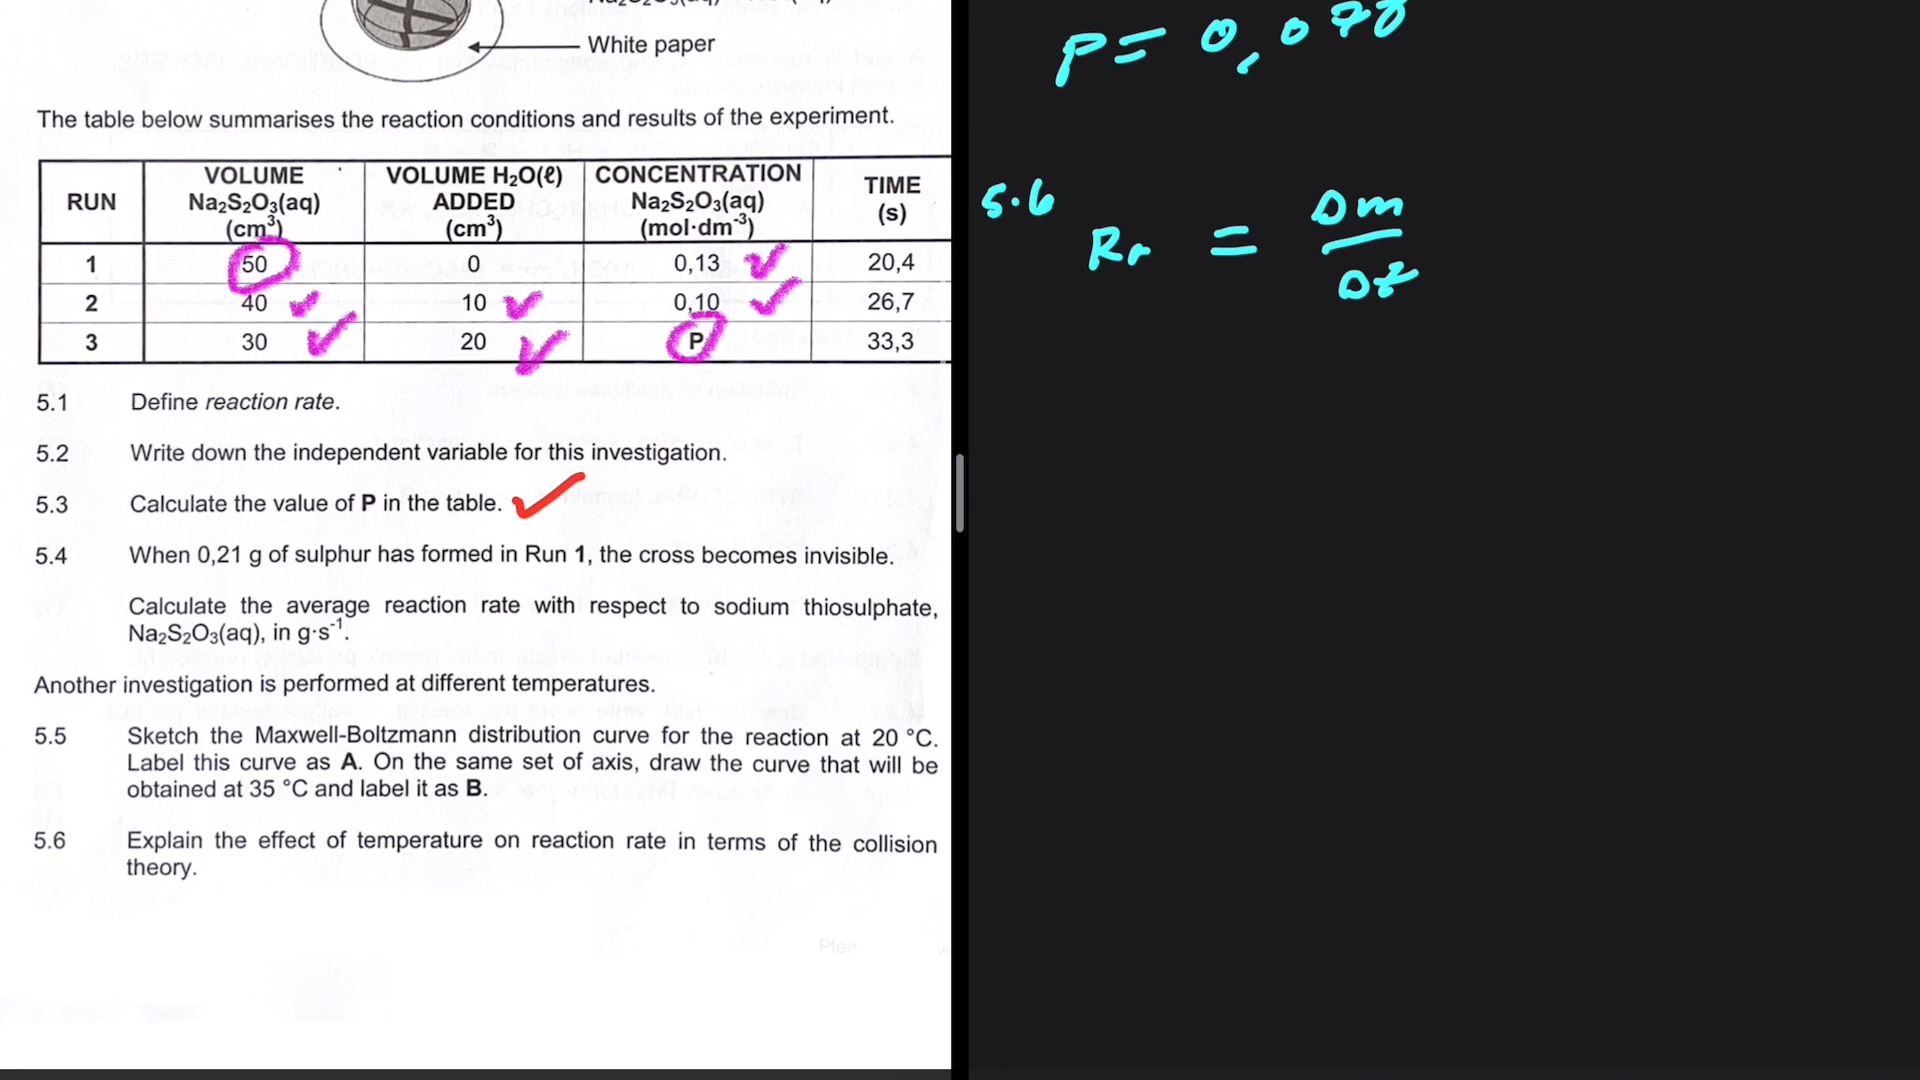 White paper
The table below summarises the reaction conditions and results of the experiment.
RUN VOLUME Na₂S₂O₃(aq) (cm³) VOLUME H₂O(ℓ) ADDED (cm³) CONCENTRATION Na₂S₂O₃(aq) (mol·dm⁻³) TIME (s)
1 50 0 0,13 20,4
2 40 10 0,10 26,7
3 30 20 P 33,3
5.1 Define reaction rate.
5.2 Write down the independent variable for this investigation.
5.3 Calculate the value of P in the table.
5.4 When 0,21 g of sulphur has formed in Run 1, the cross becomes invisible.
Calculate the average reaction rate with respect to sodium thiosulphate,
Na₂S₂O₃(aq), in g·s⁻¹.
Another investigation is performed at different temperatures.
5.5 Sketch the Maxwell-Boltzmann distribution curve for the reaction at 20 °C.
Label this curve as A. On the same set of axis, draw the curve that will be
obtained at 35 °C and label it as B.
5.6 Explain the effect of temperature on reaction rate in terms of the collision
theory.
P = 0,078
5.6
Rr = Δm / Δt